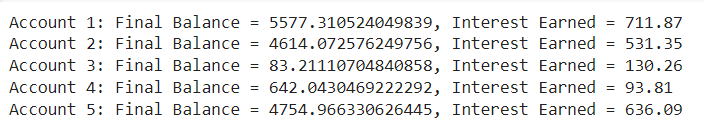 Account 1: Final Balance = 5577.310524049839, Interest Earned = 711.87
Account 2: Final Balance = 4614.072576249756, Interest Earned = 531.35
Account 3: Final Balance = 83.21110704840858, Interest Earned = 130.26
Account 4: Final Balance = 642.0430469222292, Interest Earned = 93.81
Account 5: Final Balance = 4754.966330626445, Interest Earned = 636.09